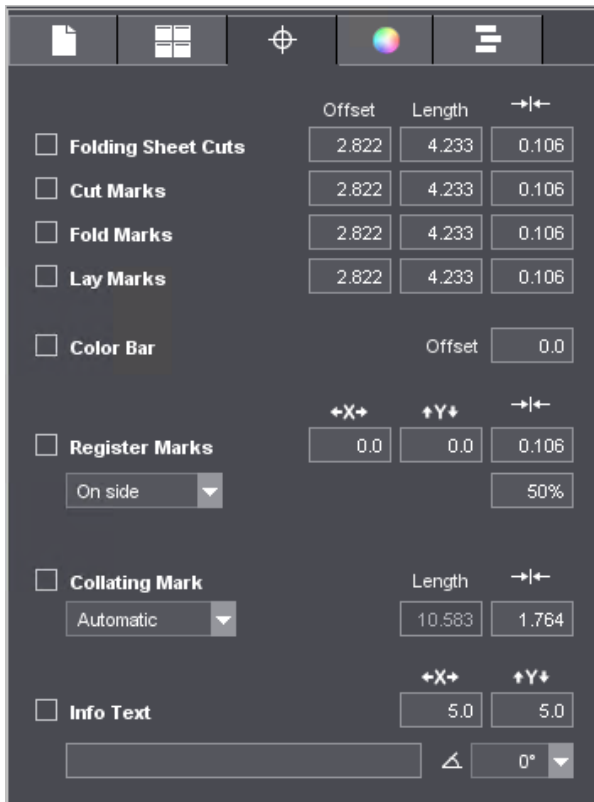 Offset Length →|←
Folding Sheet Cuts 2.822 4.233 0.106
Cut Marks 2.822 4.233 0.106
Fold Marks 2.822 4.233 0.106
Lay Marks 2.822 4.233 0.106
Color Bar Offset 0.0
←X→ ↑Y↓ →|←
Register Marks 0.0 0.0 0.106
On side 50%
Collating Mark Length →|←
Automatic 10.583 1.764
←X→ ↑Y↓
Info Text 5.0 5.0
0°